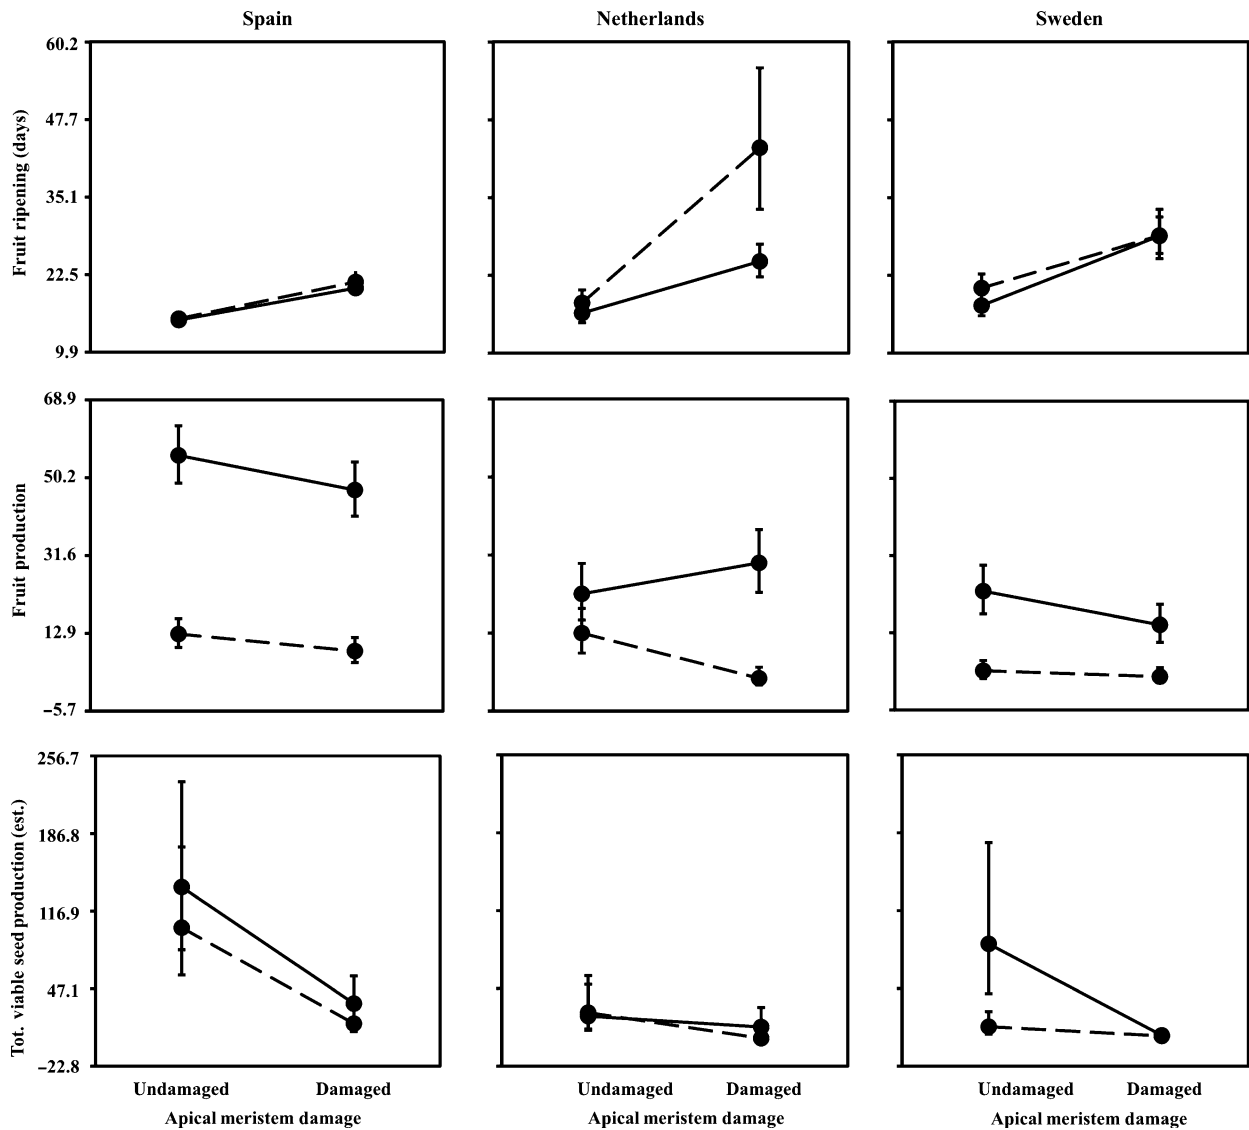 Spain
Netherlands
Sweden
Fruit ripening (days)
60.2
47.7
35.1
22.5
9.9
Fruit production
68.9
50.2
31.6
12.9
−5.7
Tot. viable seed production (est.)
256.7
186.8
116.9
47.1
−22.8
Undamaged
Damaged
Undamaged
Damaged
Undamaged
Damaged
Apical meristem damage
Apical meristem damage
Apical meristem damage